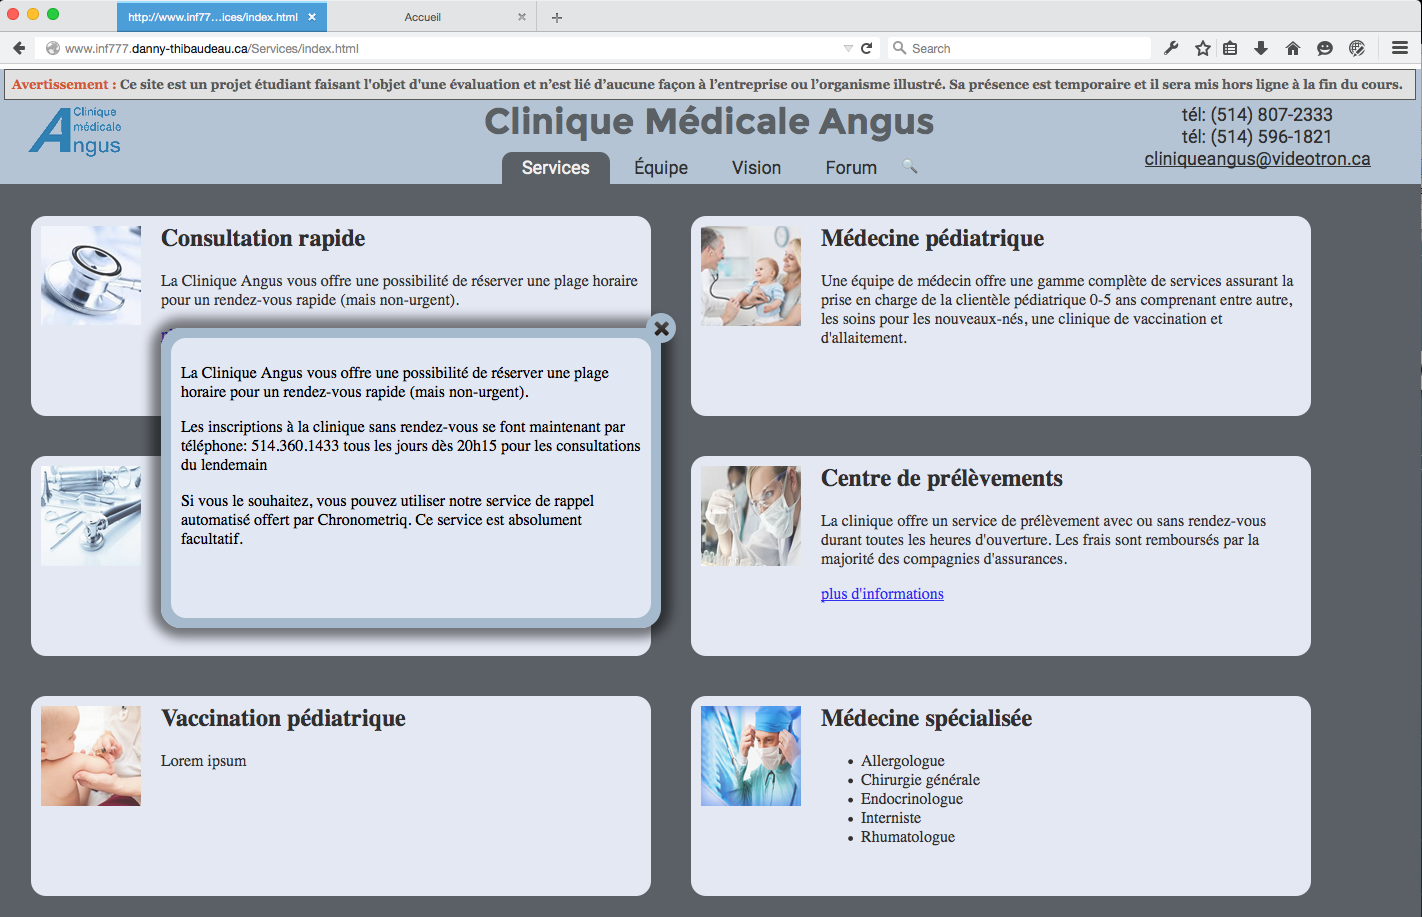 http://www.inf77...ices/index.html
Accueil
www.inf777.danny-thibaudeau.ca/Services/index.html
Search
Avertissement : Ce site est un projet étudiant faisant l'objet d'une évaluation et n'est lié d'aucune façon à l'entreprise ou l'organisme illustré. Sa présence est temporaire et il sera mis hors ligne à la fin du cours.
Clinique
médicale
Angus
Clinique Médicale Angus
tél: (514) 807-2333
tél: (514) 596-1821
cliniqueangus@videotron.ca
Services
Équipe
Vision
Forum
Consultation rapide
La Clinique Angus vous offre une possibilité de réserver une plage horaire
pour un rendez-vous rapide (mais non-urgent).
Médecine pédiatrique
Une équipe de médecin offre une gamme complète de services assurant la
prise en charge de la clientèle pédiatrique 0-5 ans comprenant entre autre,
les soins pour les nouveaux-nés, une clinique de vaccination et
d'allaitement.
La Clinique Angus vous offre une possibilité de réserver une plage
horaire pour un rendez-vous rapide (mais non-urgent).
Les inscriptions à la clinique sans rendez-vous se font maintenant par
téléphone: 514.360.1433 tous les jours dès 20h15 pour les consultations
du lendemain
Si vous le souhaitez, vous pouvez utiliser notre service de rappel
automatisé offert par Chronometriq. Ce service est absolument
facultatif.
Centre de prélèvements
La clinique offre un service de prélèvement avec ou sans rendez-vous
durant toutes les heures d'ouverture. Les frais sont remboursés par la
majorité des compagnies d'assurances.
plus d'informations
Vaccination pédiatrique
Lorem ipsum
Médecine spécialisée
Allergologue
Chirurgie générale
Endocrinologue
Interniste
Rhumatologue